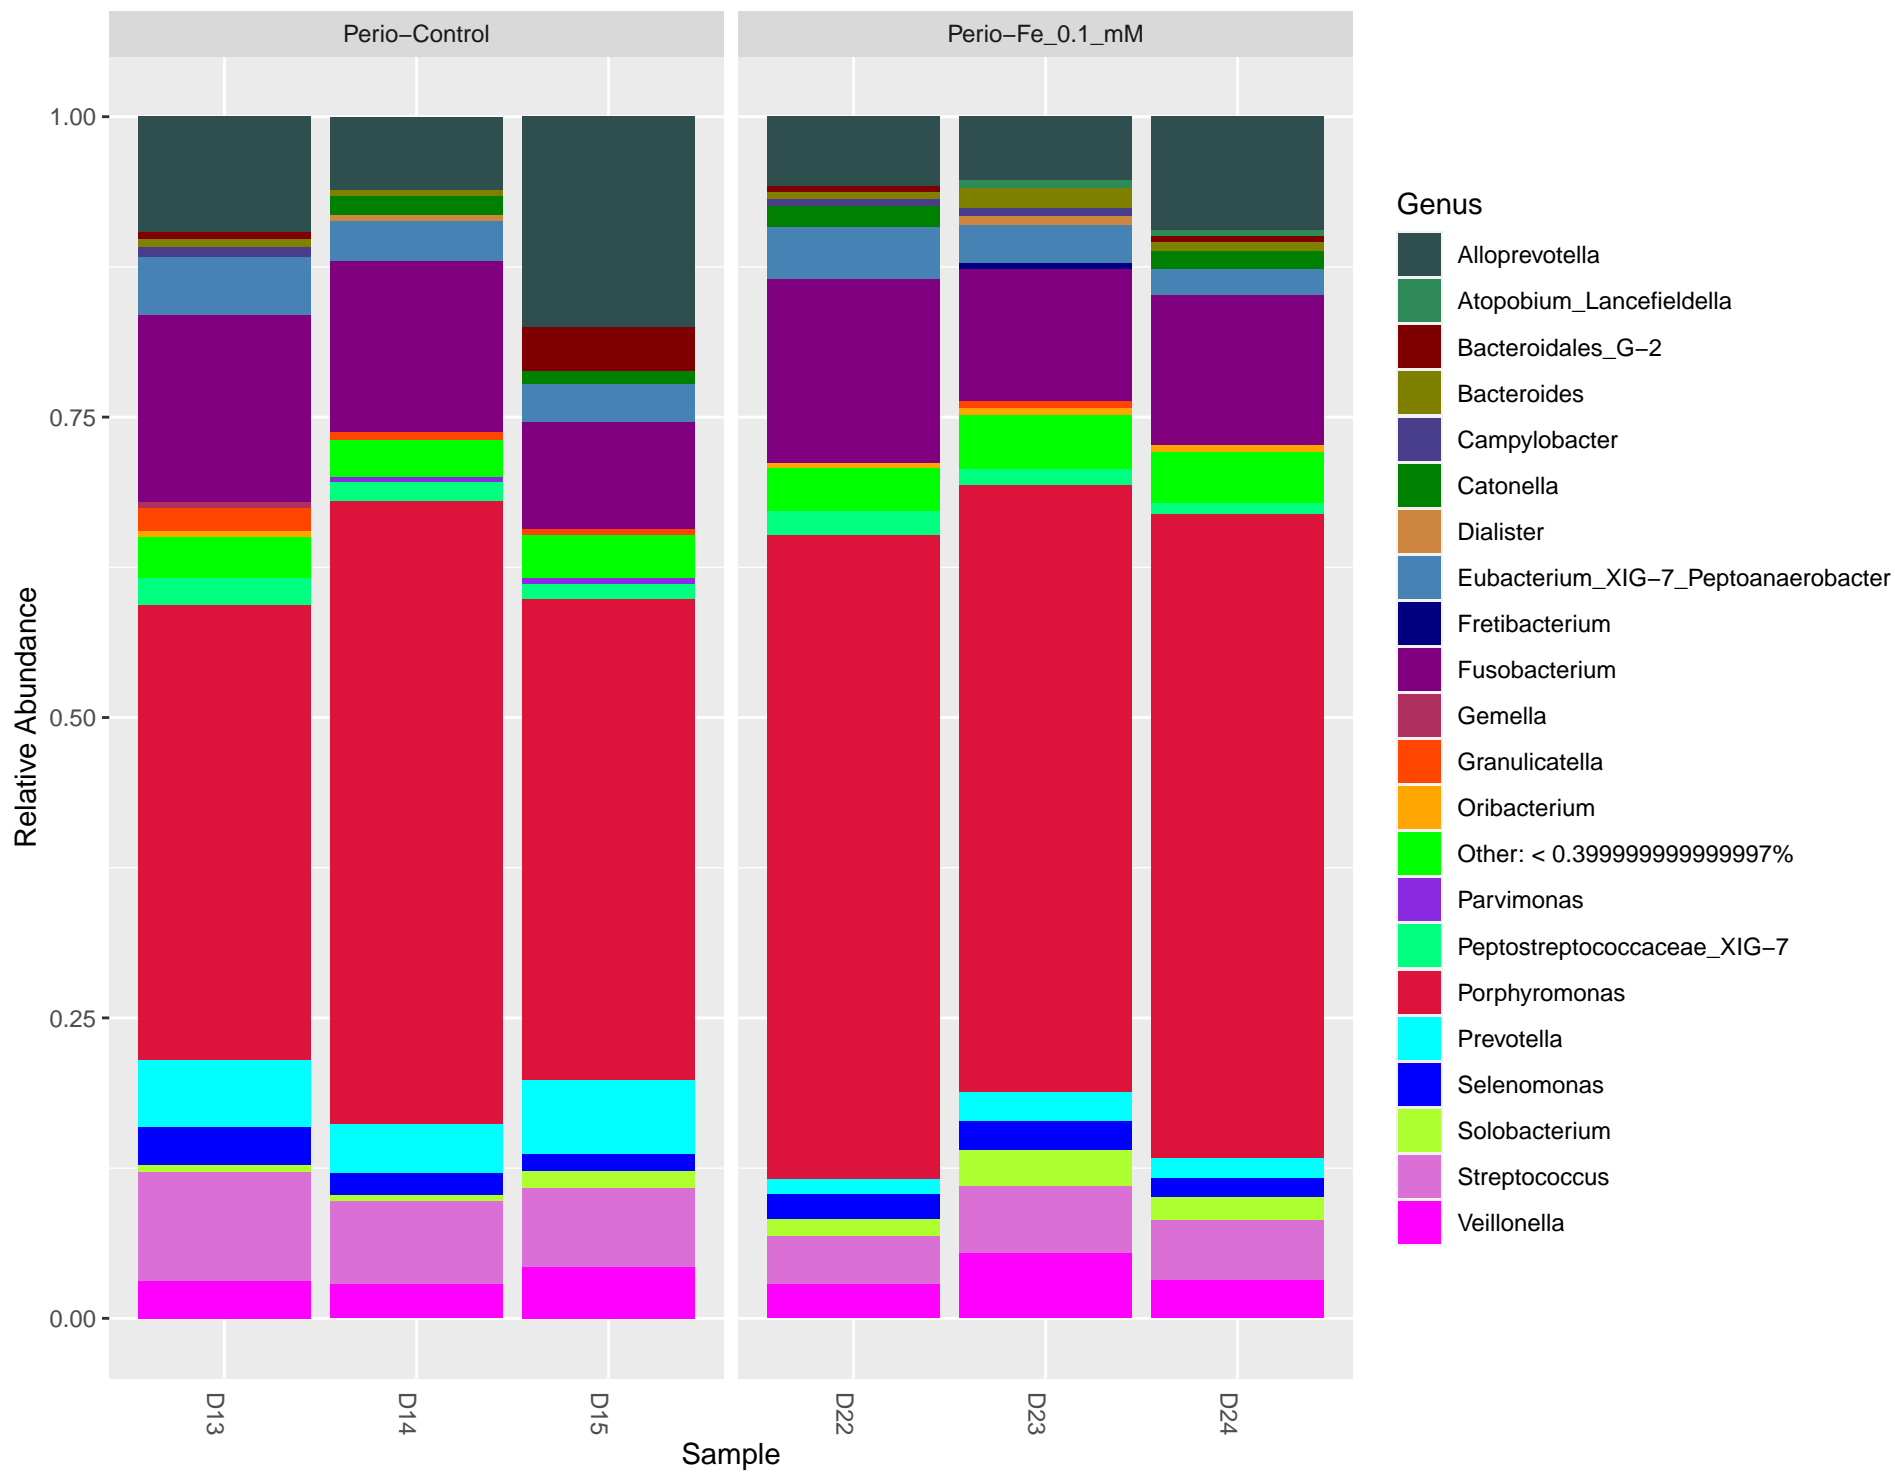 Perio−Control
Perio−Fe_0.1_mM
1.00
0.75
0.50
0.25
0.00
Relative Abundance
D13
D14
D15
D22
D23
D24
Sample
Genus
Alloprevotella
Atopobium_Lancefieldella
Bacteroidales_G−2
Bacteroides
Campylobacter
Catonella
Dialister
Eubacterium_XIG−7_Peptoanaerobacter
Fretibacterium
Fusobacterium
Gemella
Granulicatella
Oribacterium
Other: < 0.399999999999997%
Parvimonas
Peptostreptococcaceae_XIG−7
Porphyromonas
Prevotella
Selenomonas
Solobacterium
Streptococcus
Veillonella